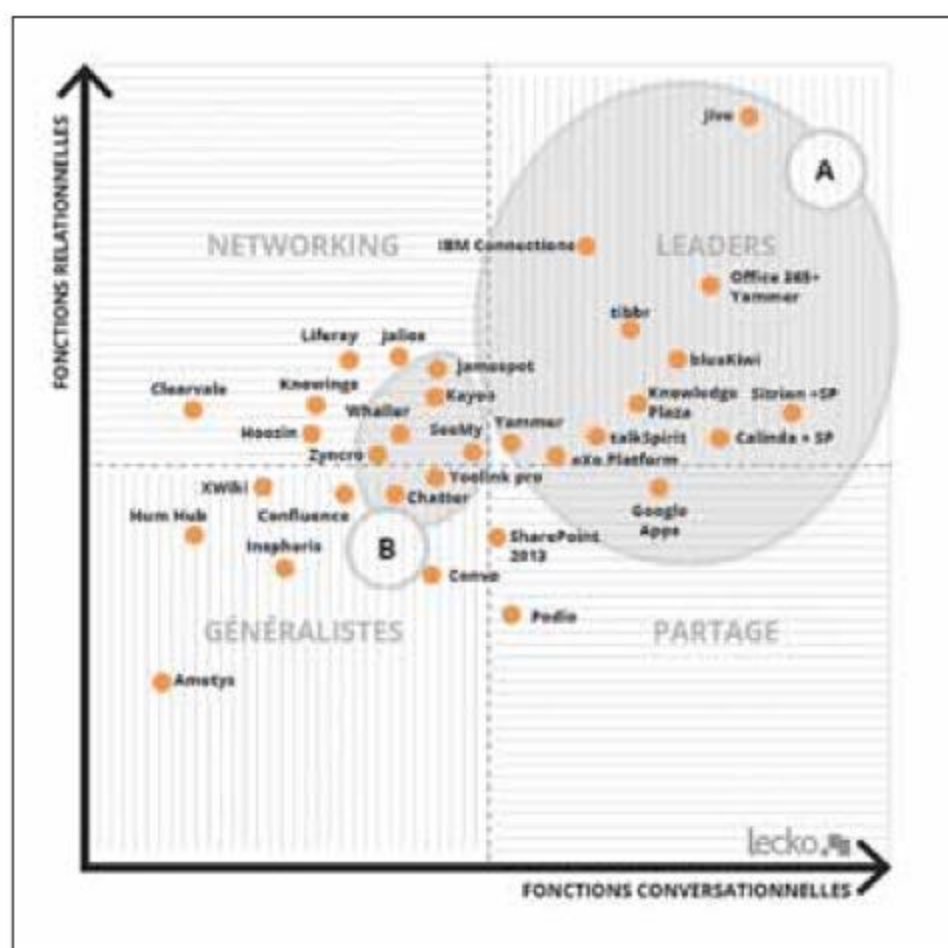 FONCTIONS RELATIONNELLES
Jive
A
NETWORKING
IBM Connections
LEADERS
Office 365+
Yammer
tibbr
Liferay
Jalios
blueKiwi
Jamespot
Clearvale
Knowings
Kayoo
Knowledge
Plaza
Sitrion +SP
Whaller
Hoozin
SeeMy
Yammer
talkSpirit
Calinda + SP
Zyncro
eXo Platform
XWiki
Yoolink pro
Confluence
Chatter
Google
Apps
Hum Hub
Inspheris
B
SharePoint
2013
Convo
Podio
GÉNÉRALISTES
PARTAGE
Ametys
lecko
FONCTIONS CONVERSATIONNELLES